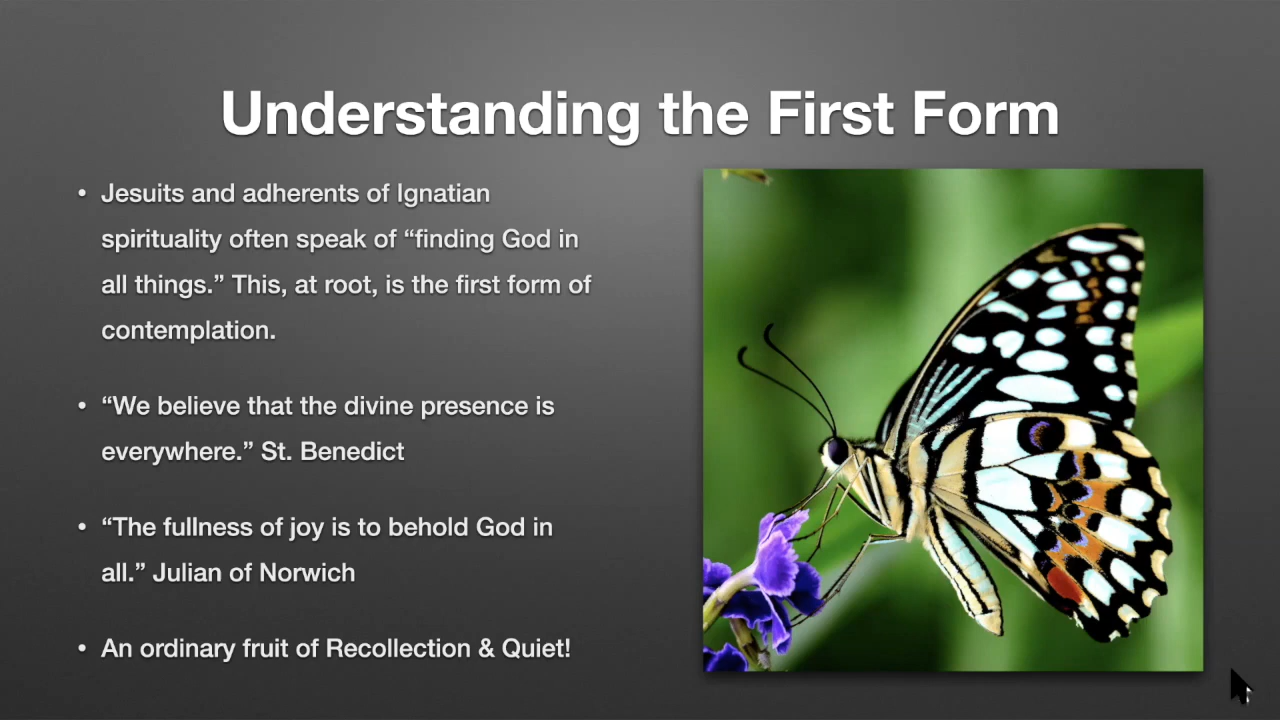 Understanding the First Form
• Jesuits and adherents of Ignatian
spirituality often speak of “finding God in
all things.” This, at root, is the first form of
contemplation.
• “We believe that the divine presence is
everywhere.” St. Benedict
• “The fullness of joy is to behold God in
all.” Julian of Norwich
• An ordinary fruit of Recollection & Quiet!